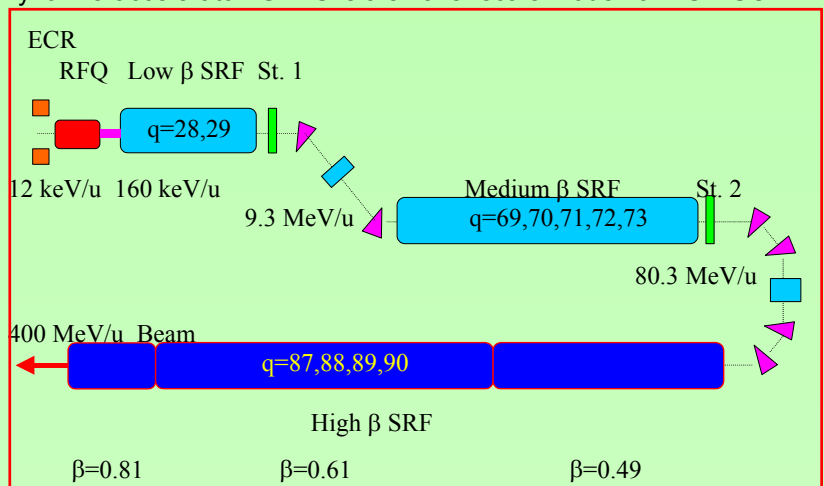 ECR
RFQ Low β SRF St. 1
q=28,29
12 keV/u 160 keV/u
9.3 MeV/u
Medium β SRF St. 2
q=69,70,71,72,73
80.3 MeV/u
400 MeV/u Beam
q=87,88,89,90
High β SRF
β=0.81 β=0.61 β=0.49